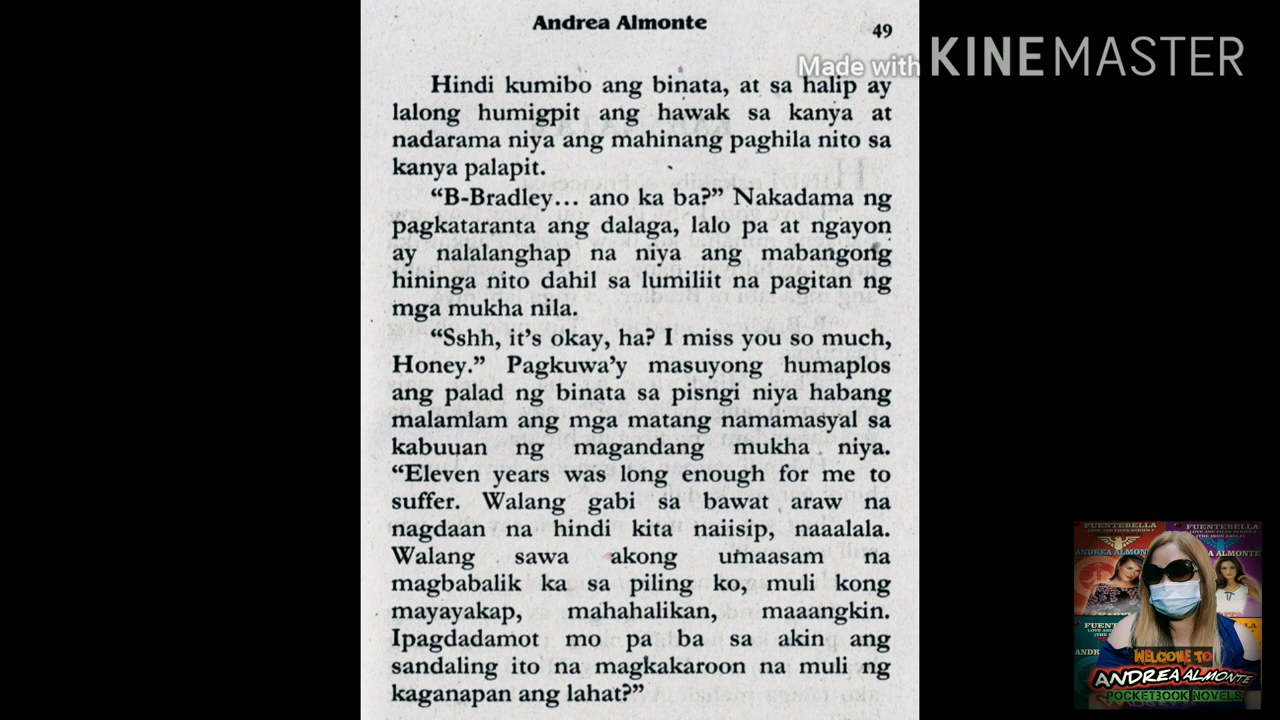 Andrea Almonte
49
Made with KINEMASTER
Hindi kumibo ang binata, at sa halip ay
lalong humigpit ang hawak sa kanya at
nadarama niya ang mahinang paghila nito sa
kanya palapit.
“B-Bradley... ano ka ba?” Nakadama ng
pagkataranta ang dalaga, lalo pa at ngayon
ay nalalanghap na niya ang mabangong
hininga nito dahil sa lumiliit na pagitan ng
mga mukha nila.
“Sshh, it’s okay, ha? I miss you so much,
Honey.” Pagkuwa’y masuyong humaplos
ang palad ng binata sa pisngi niya habang
malamlam ang mga matang namamasyal sa
kabuuan ng magandang mukha niya.
“Eleven years was long enough for me to
suffer. Walang gabi sa bawat araw na
nagdaan na hindi kita naiisip, naaalala.
Walang sawa akong umaasam na
magbabalik ka sa piling ko, muli kong
mayayakap, mahahalikan, maaangkin.
Ipagdadamot mo pa ba sa akin ang
sandaling ito na magkakaroon na muli ng
kaganapan ang lahat?”
FUENTEBELLA
FUENTEBELLA
ANDREA ALMON
ALMONTE
FUENT
ANDR
WELCOME TO
ANDREA ALMONTE
POCKETBOOK NOVELS